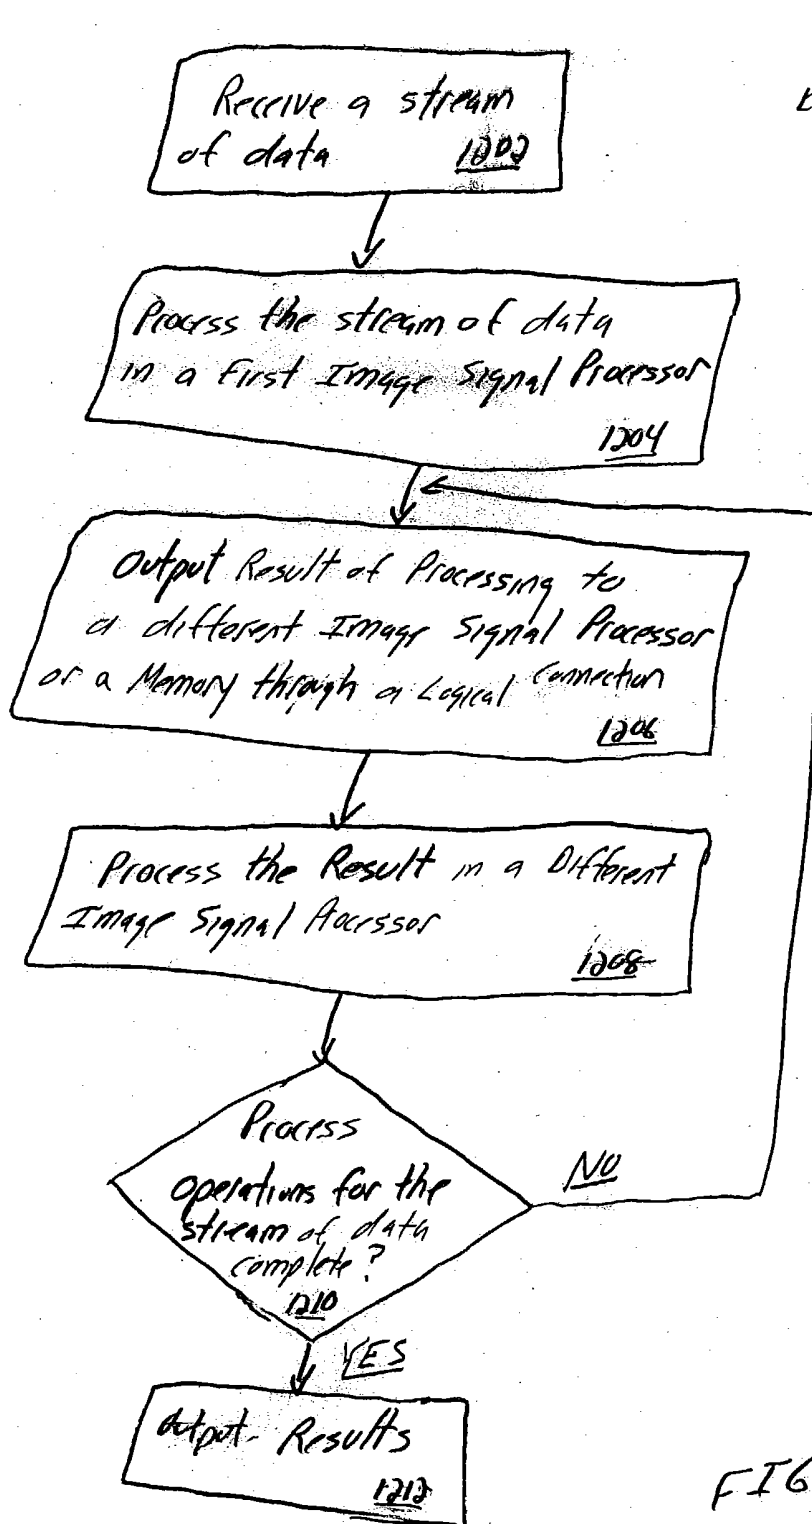 Receive a stream
of data 1202
Process the stream of data
in a First Image Signal Processor
1204
Output Result of Processing to
a different Image Signal Processor
or a Memory through a Logical Connection
1206
Process the Result in a Different
Image Signal Processor
1208
Process
operations for the
stream of data
complete?
1210
NO
YES
Output Results
1212
FIG